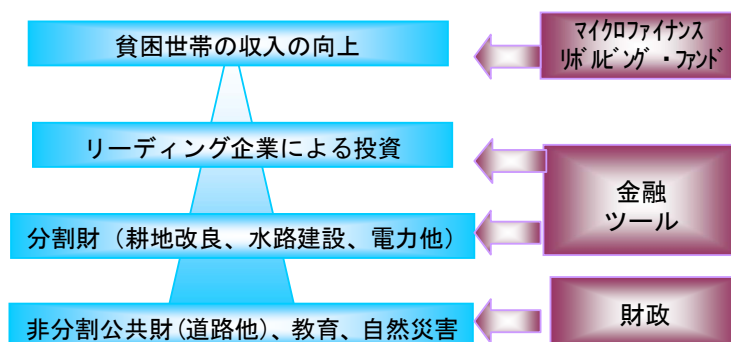 貧困世帯の収入の向上
マイクロファイナンス
リボルビング・ファンド
リーディング企業による投資
金融
ツール
分割財（耕地改良、水路建設、電力他）
財政
非分割公共財(道路他)、教育、自然災害